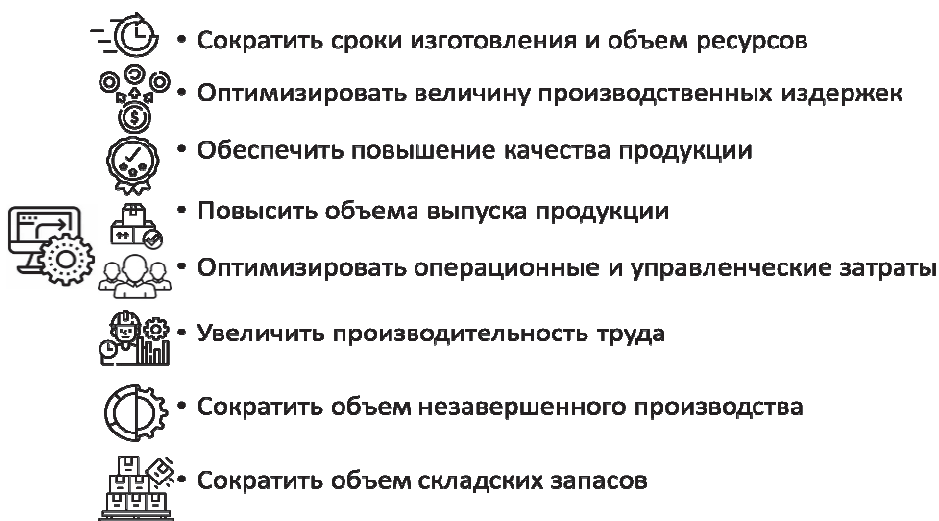 • Сократить сроки изготовления и объем ресурсов
• Оптимизировать величину производственных издержек
• Обеспечить повышение качества продукции
• Повысить объема выпуска продукции
• Оптимизировать операционные и управленческие затраты
• Увеличить производительность труда
• Сократить объем незавершенного производства
• Сократить объем складских запасов